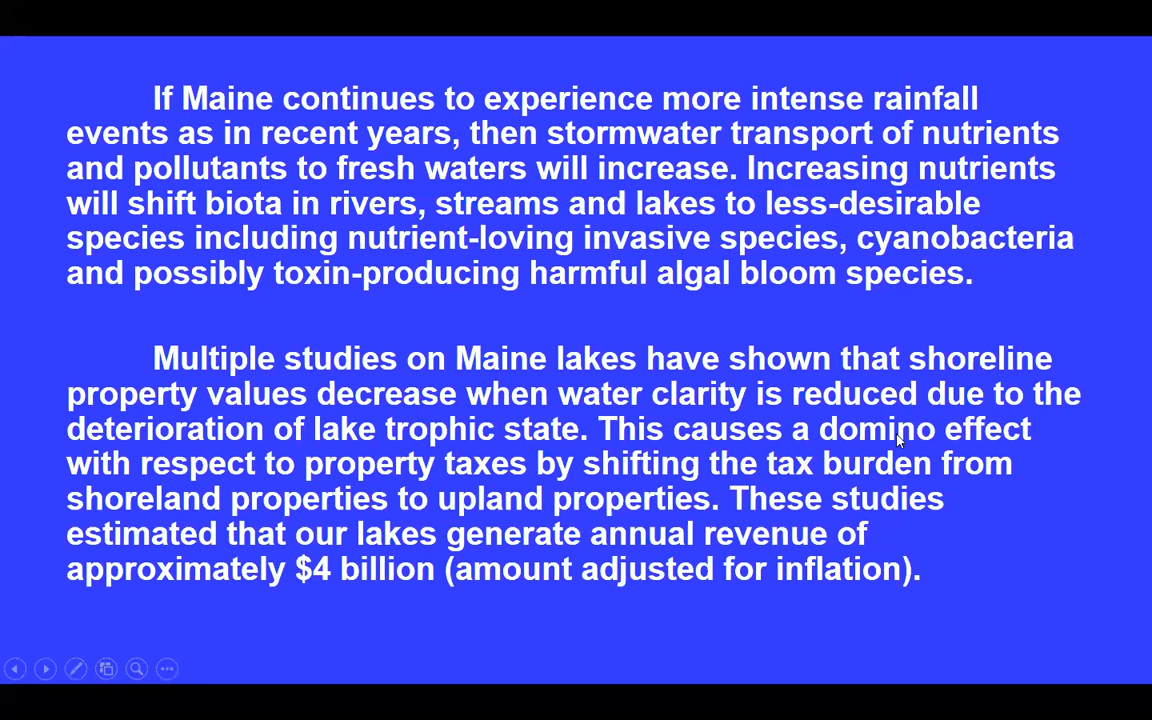 If Maine continues to experience more intense rainfall
events as in recent years, then stormwater transport of nutrients
and pollutants to fresh waters will increase. Increasing nutrients
will shift biota in rivers, streams and lakes to less-desirable
species including nutrient-loving invasive species, cyanobacteria
and possibly toxin-producing harmful algal bloom species.
Multiple studies on Maine lakes have shown that shoreline
property values decrease when water clarity is reduced due to the
deterioration of lake trophic state. This causes a domino effect
with respect to property taxes by shifting the tax burden from
shoreland properties to upland properties. These studies
estimated that our lakes generate annual revenue of
approximately $4 billion (amount adjusted for inflation).